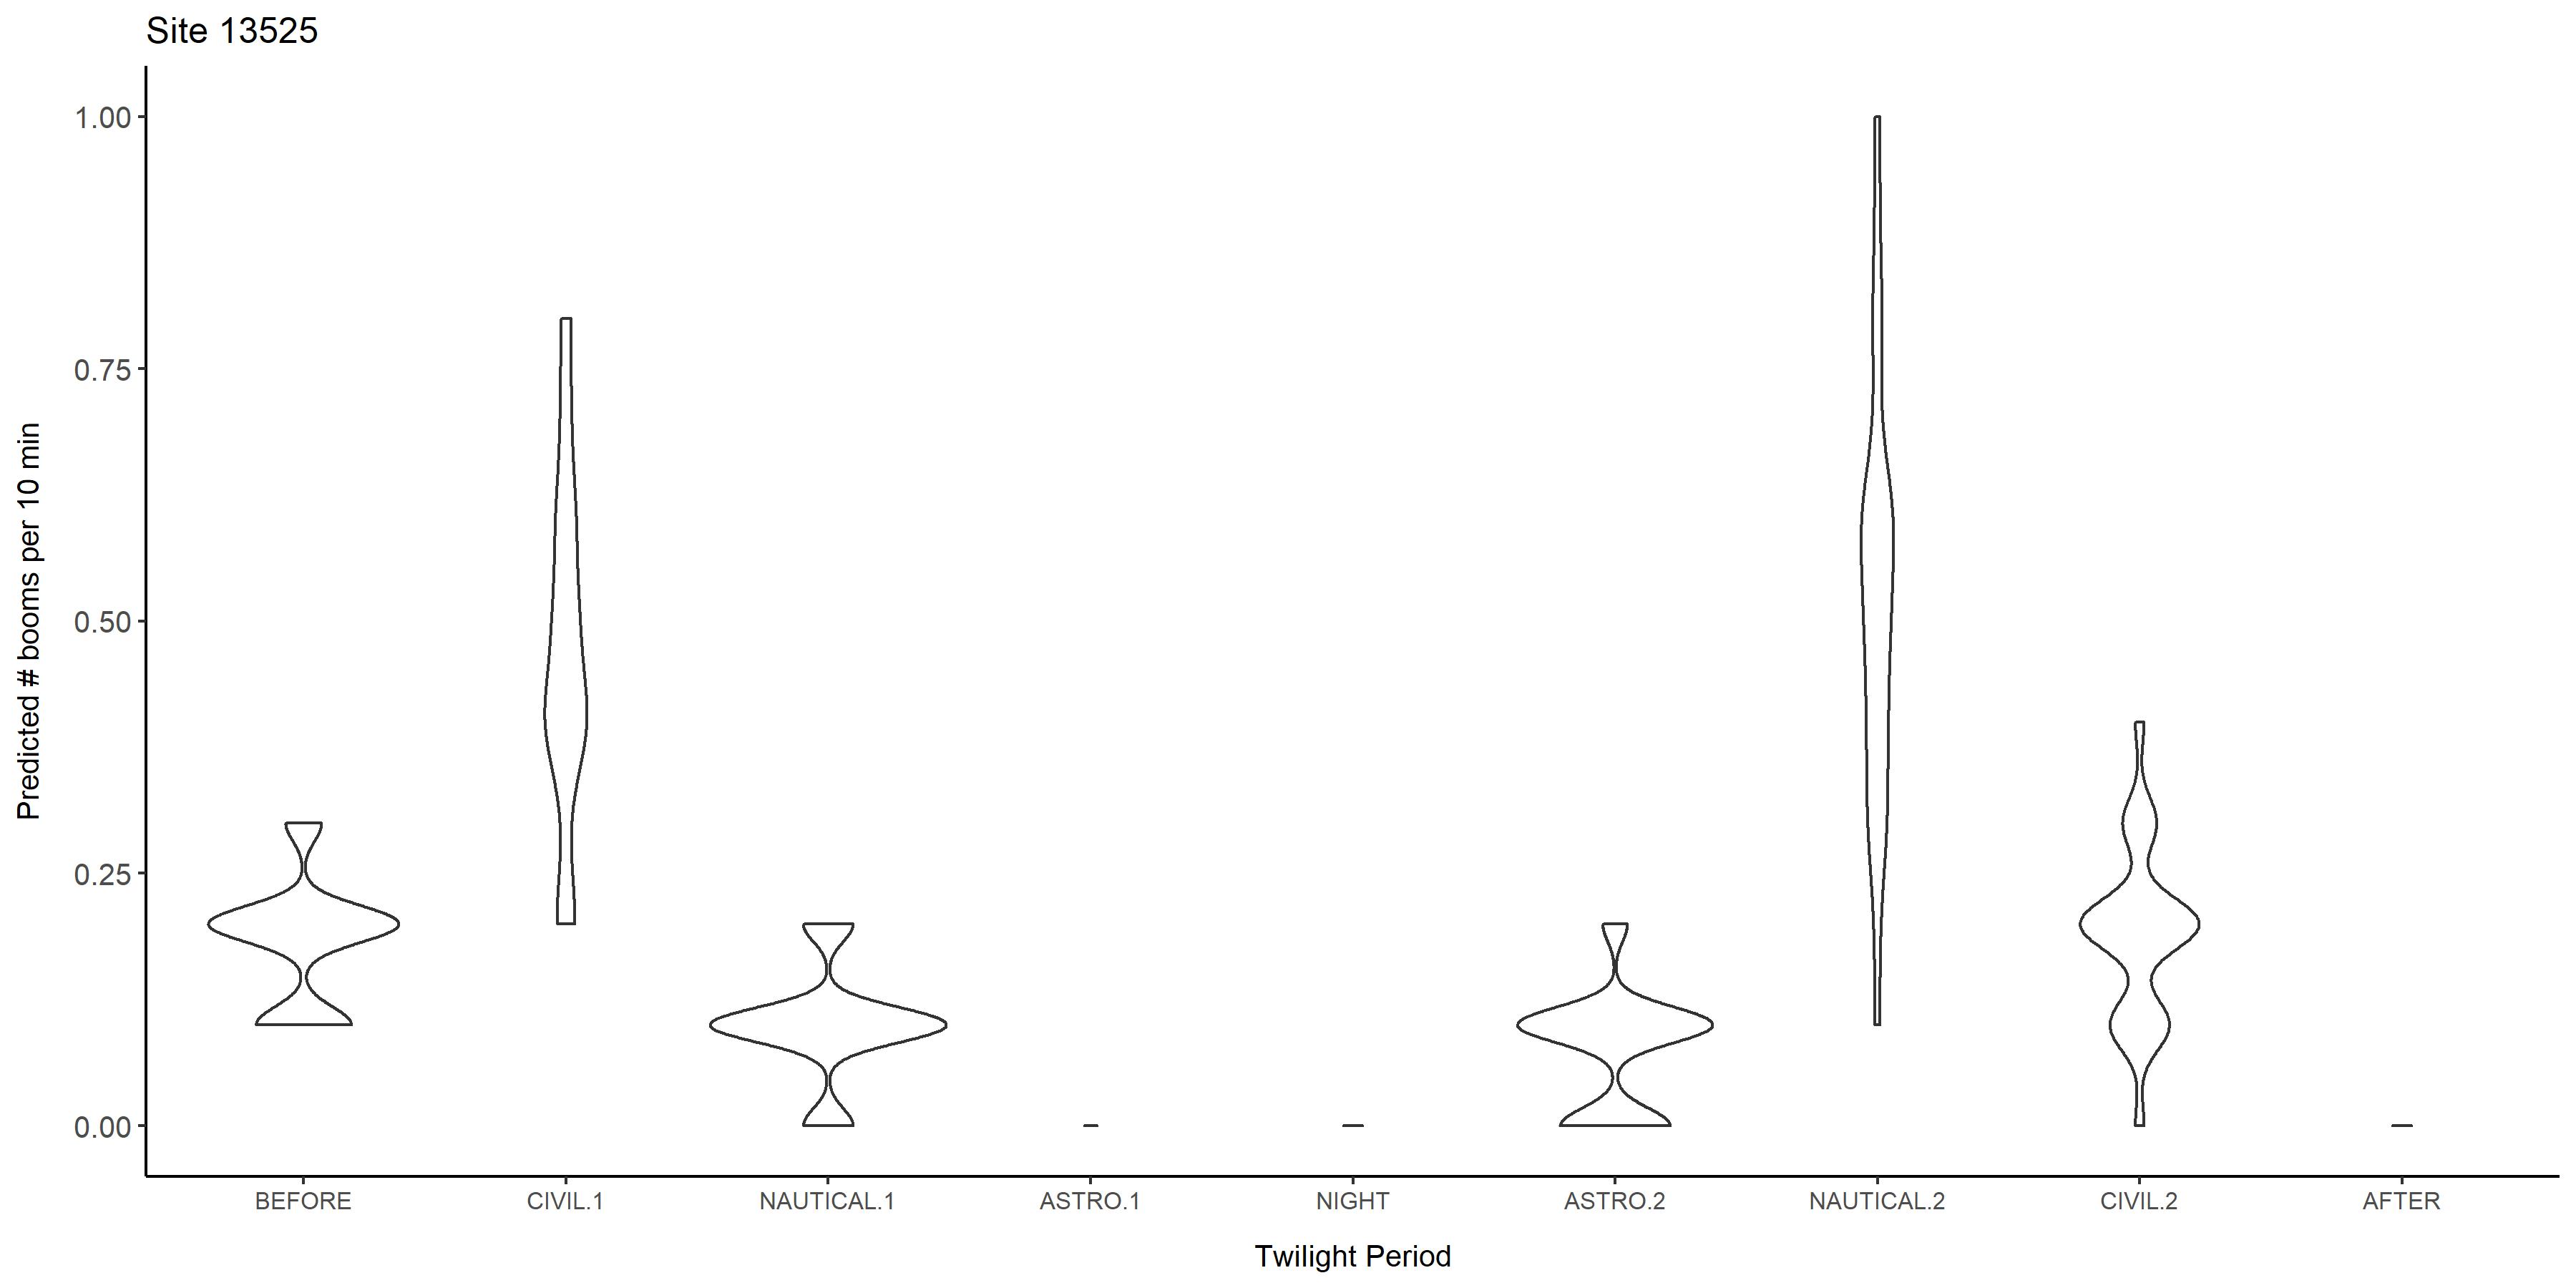 Site 13525
1.00
0.75
0.50
0.25
0.00
Predicted # booms per 10 min
BEFORE CIVIL.1 NAUTICAL.1 ASTRO.1 NIGHT ASTRO.2 NAUTICAL.2 CIVIL.2 AFTER
Twilight Period